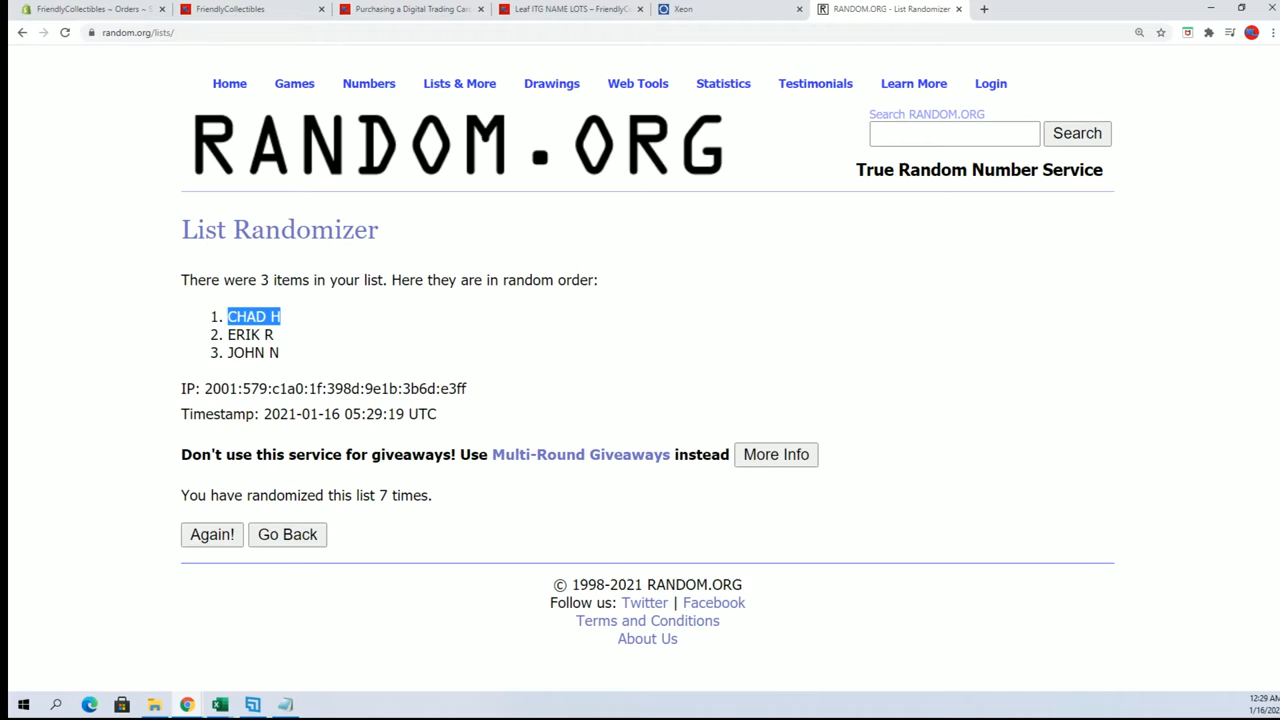 FriendlyCollectibles ~ Orders ~ S
FriendlyCollectibles
Purchasing a Digital Trading Car
Leaf ITG NAME LOTS – FriendlyC
Xeon
RANDOM.ORG - List Randomizer
random.org/lists/
Home Games Numbers Lists & More Drawings Web Tools Statistics Testimonials Learn More Login
RANDOM.ORG
Search RANDOM.ORG
Search
True Random Number Service
List Randomizer
There were 3 items in your list. Here they are in random order:
1. CHAD H
2. ERIK R
3. JOHN N
IP: 2001:579:c1a0:1f:398d:9e1b:3b6d:e3ff
Timestamp: 2021-01-16 05:29:19 UTC
Don't use this service for giveaways! Use Multi-Round Giveaways instead More Info
You have randomized this list 7 times.
Again! Go Back
© 1998-2021 RANDOM.ORG
Follow us: Twitter | Facebook
Terms and Conditions
About Us
12:29 AM
1/16/202